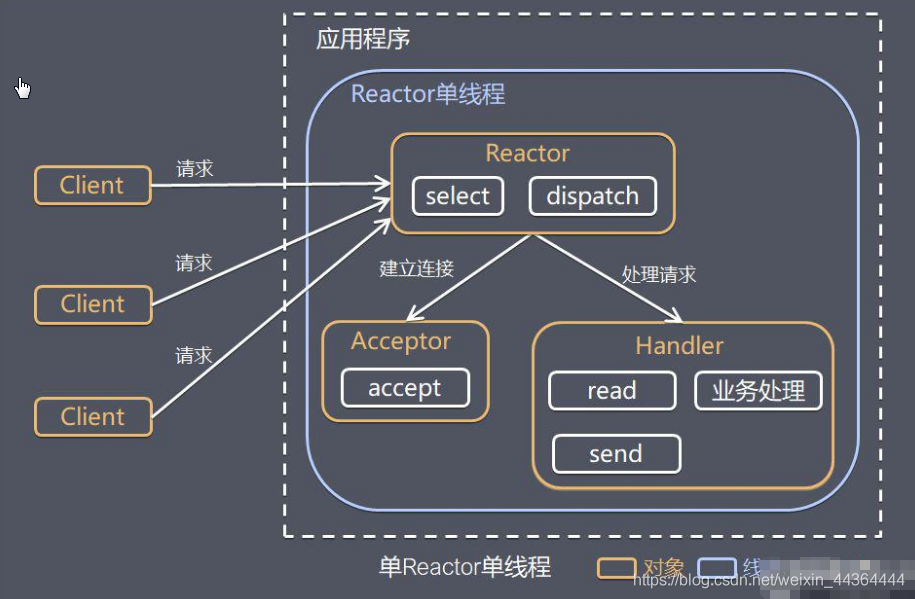 应用程序
Reactor单线程
Reactor
select
dispatch
Client
请求
Client
请求
Client
请求
建立连接
处理请求
Acceptor
accept
Handler
read
业务处理
send
单Reactor单线程
对象
线
https://blog.csdn.net/weixin_44364444